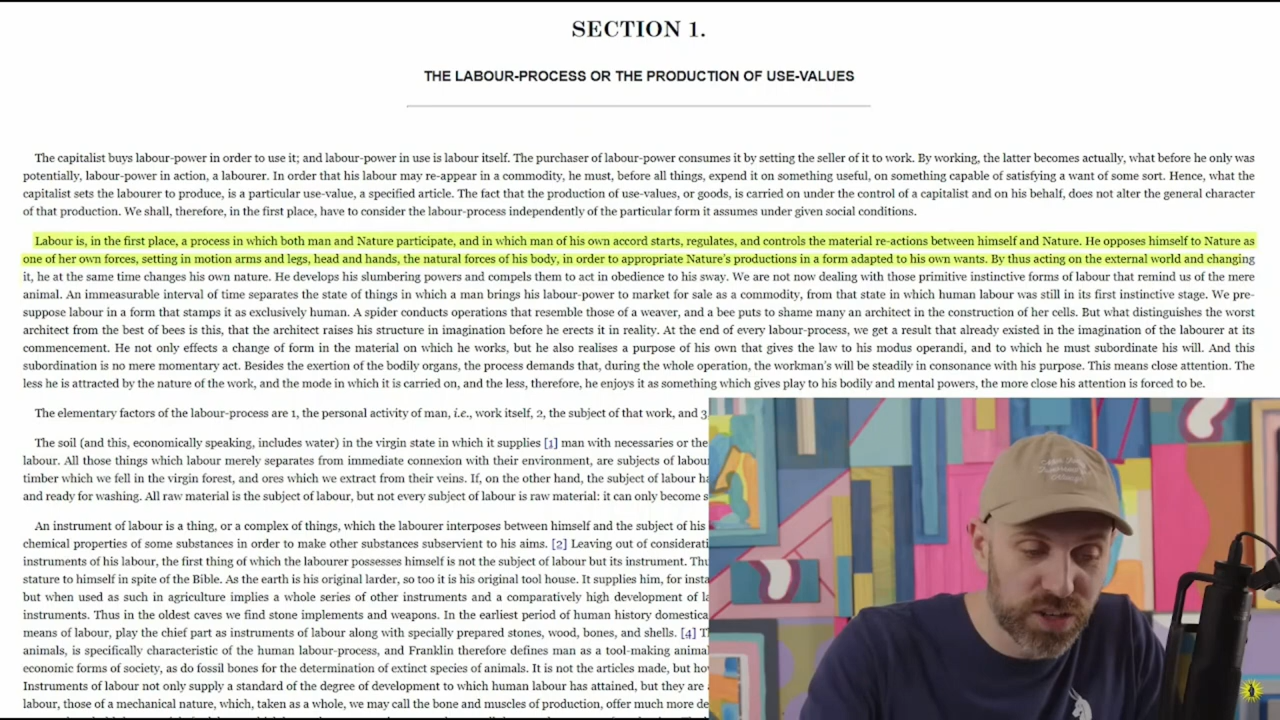 SECTION 1.
THE LABOUR-PROCESS OR THE PRODUCTION OF USE-VALUES
The capitalist buys labour-power in order to use it; and labour-power in use is labour itself. The purchaser of labour-power consumes it by setting the seller of it to work. By working, the latter becomes actually, what before he only was
potentially, labour-power in action, a labourer. In order that his labour may re-appear in a commodity, he must, before all things, expend it on something useful, on something capable of satisfying a want of some sort. Hence, what the
capitalist sets the labourer to produce, is a particular use-value, a specified article. The fact that the production of use-values, or goods, is carried on under the control of a capitalist and on his behalf, does not alter the general character
of that production. We shall, therefore, in the first place, have to consider the labour-process independently of the particular form it assumes under given social conditions.
Labour is, in the first place, a process in which both man and Nature participate, and in which man of his own accord starts, regulates, and controls the material re-actions between himself and Nature. He opposes himself to Nature as
one of her own forces, setting in motion arms and legs, head and hands, the natural forces of his body, in order to appropriate Nature's productions in a form adapted to his own wants. By thus acting on the external world and changing
it, he at the same time changes his own nature. He develops his slumbering powers and compels them to act in obedience to his sway. We are not now dealing with those primitive instinctive forms of labour that remind us of the mere
animal. An immeasurable interval of time separates the state of things in which a man brings his labour-power to market for sale as a commodity, from that state in which human labour was still in its first instinctive stage. We pre-
suppose labour in a form that stamps it as exclusively human. A spider conducts operations that resemble those of a weaver, and a bee puts to shame many an architect in the construction of her cells. But what distinguishes the worst
architect from the best of bees is this, that the architect raises his structure in imagination before he erects it in reality. At the end of every labour-process, we get a result that already existed in the imagination of the labourer at its
commencement. He not only effects a change of form in the material on which he works, but he also realises a purpose of his own that gives the law to his modus operandi, and to which he must subordinate his will. And this
subordination is no mere momentary act. Besides the exertion of the bodily organs, the process demands that, during the whole operation, the workman's will be steadily in consonance with his purpose. This means close attention. The
less he is attracted by the nature of the work, and the mode in which it is carried on, and the less, therefore, he enjoys it as something which gives play to his bodily and mental powers, the more close his attention is forced to be.
The elementary factors of the labour-process are 1, the personal activity of man, i.e., work itself, 2, the subject of that work, and 3
The soil (and this, economically speaking, includes water) in the virgin state in which it supplies [1] man with necessaries or the
labour. All those things which labour merely separates from immediate connexion with their environment, are subjects of labou
timber which we fell in the virgin forest, and ores which we extract from their veins. If, on the other hand, the subject of labour ha
and ready for washing. All raw material is the subject of labour, but not every subject of labour is raw material: it can only become s
An instrument of labour is a thing, or a complex of things, which the labourer interposes between himself and the subject of his
chemical properties of some substances in order to make other substances subservient to his aims. [2] Leaving out of considerati
instruments of his labour, the first thing of which the labourer possesses himself is not the subject of labour but its instrument. Thu
stature to himself in spite of the Bible. As the earth is his original larder, so too it is his original tool house. It supplies him, for insta
but when used as such in agriculture implies a whole series of other instruments and a comparatively high development of la
instruments. Thus in the oldest caves we find stone implements and weapons. In the earliest period of human history domestica
means of labour, play the chief part as instruments of labour along with specially prepared stones, wood, bones, and shells. [4] T
animals, is specifically characteristic of the human labour-process, and Franklin therefore defines man as a tool-making animal
economic forms of society, as do fossil bones for the determination of extinct species of animals. It is not the articles made, but ho
Instruments of labour not only supply a standard of the degree of development to which human labour has attained, but they are
labour, those of a mechanical nature, which, taken as a whole, we may call the bone and muscles of production, offer much more de